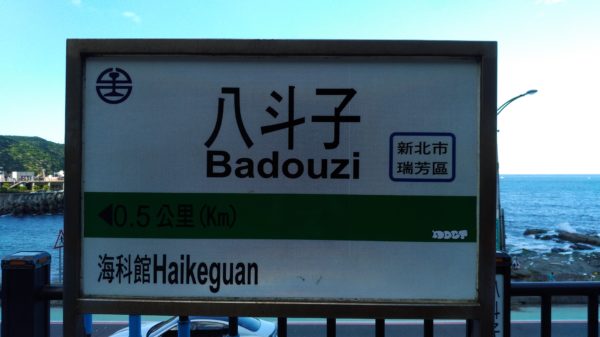 八斗子
Badouzi
新北市
瑞芳區
◀0.5公里(Km)
海科館Haikeguan